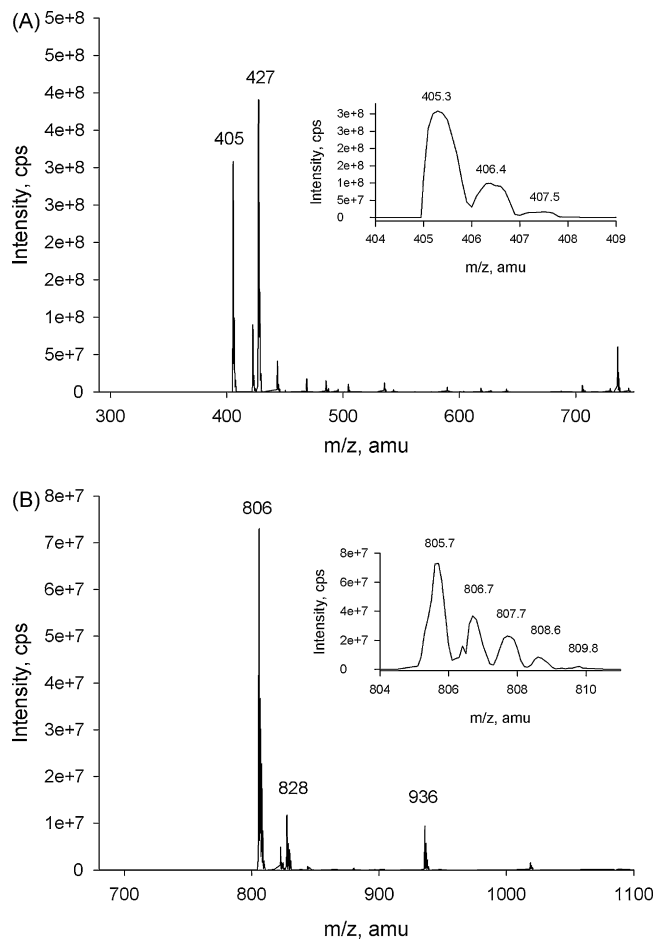 (A)
5e+8
5e+8
4e+8
4e+8
3e+8
3e+8
2e+8
2e+8
1e+8
5e+7
0
Intensity, cps
405
427
300 400 500 600 700
m/z, amu
3e+8
3e+8
2e+8
2e+8
1e+8
5e+7
0
Intensity, cps
405.3
406.4
407.5
404 405 406 407 408 409
m/z, amu
(B)
8e+7
7e+7
6e+7
5e+7
4e+7
3e+7
2e+7
1e+7
0
Intensity, cps
806
828
936
700 800 900 1000 1100
m/z, amu
8e+7
6e+7
4e+7
2e+7
0
Intensity, cps
805.7
806.7
807.7
808.6
809.8
804 806 808 810
m/z, amu